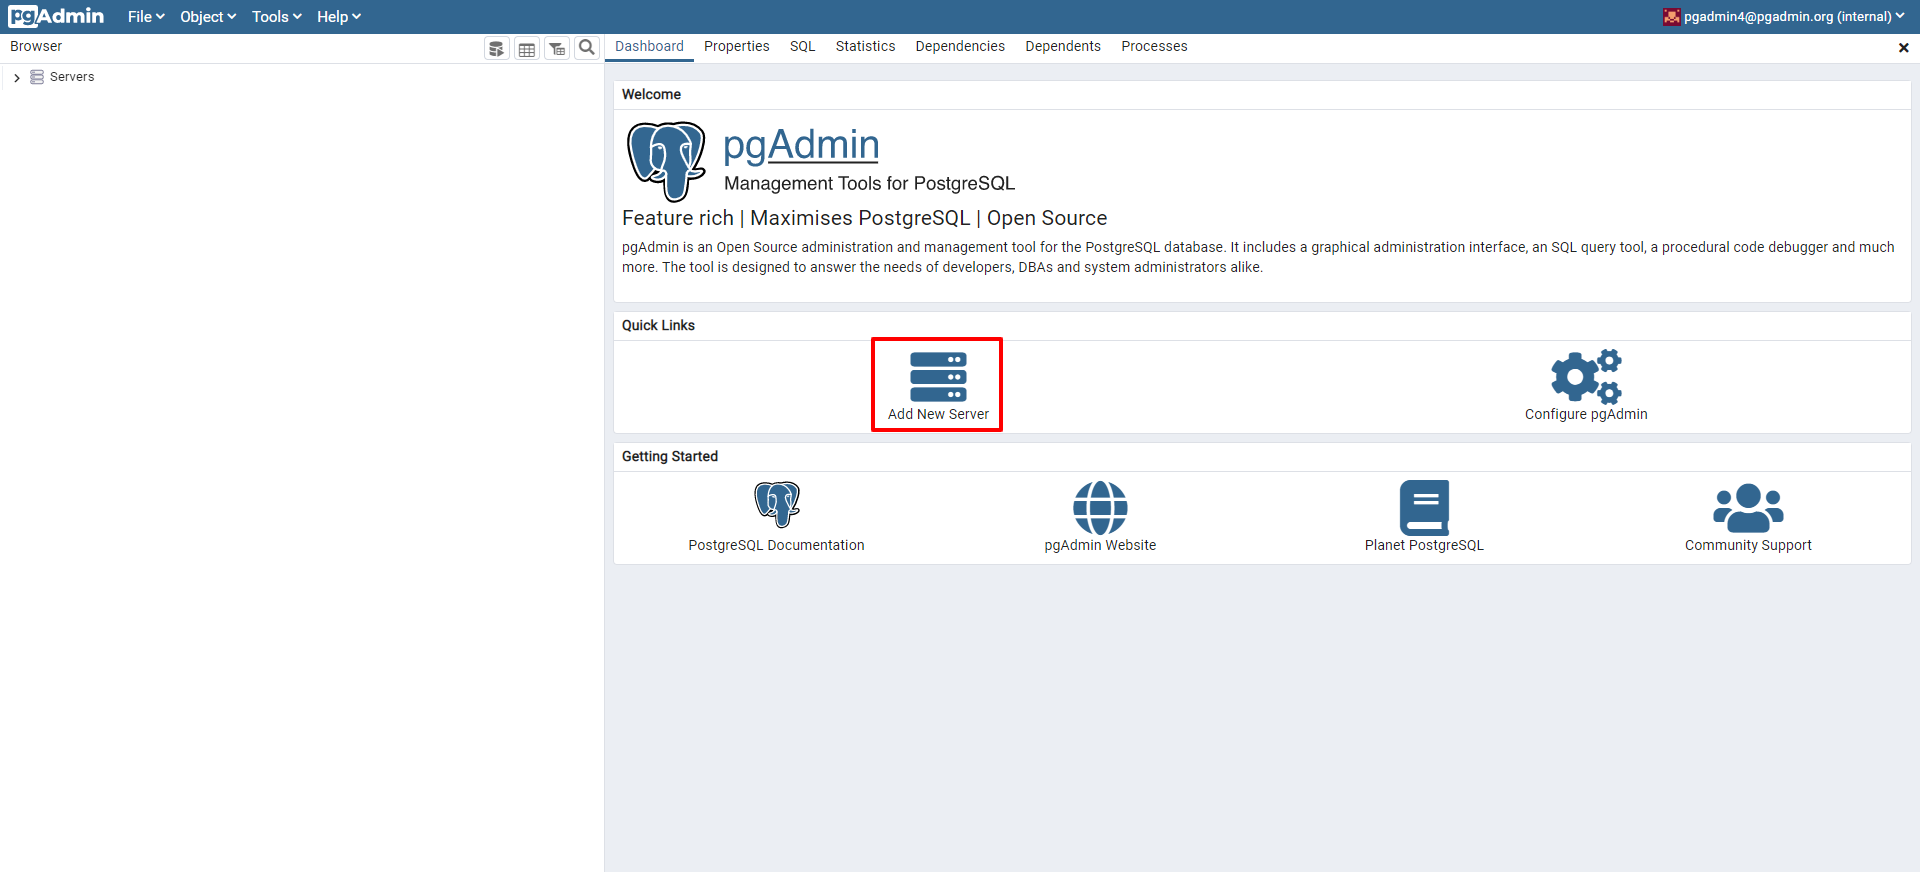 pgAdmin File Object Tools Help pgadmin4@pgadmin.org (internal)
Browser
Servers
Dashboard Properties SQL Statistics Dependencies Dependents Processes
Welcome
pgAdmin
Management Tools for PostgreSQL
Feature rich | Maximises PostgreSQL | Open Source
pgAdmin is an Open Source administration and management tool for the PostgreSQL database. It includes a graphical administration interface, an SQL query tool, a procedural code debugger and much
more. The tool is designed to answer the needs of developers, DBAs and system administrators alike.
Quick Links
Add New Server Configure pgAdmin
Getting Started
PostgreSQL Documentation pgAdmin Website Planet PostgreSQL Community Support